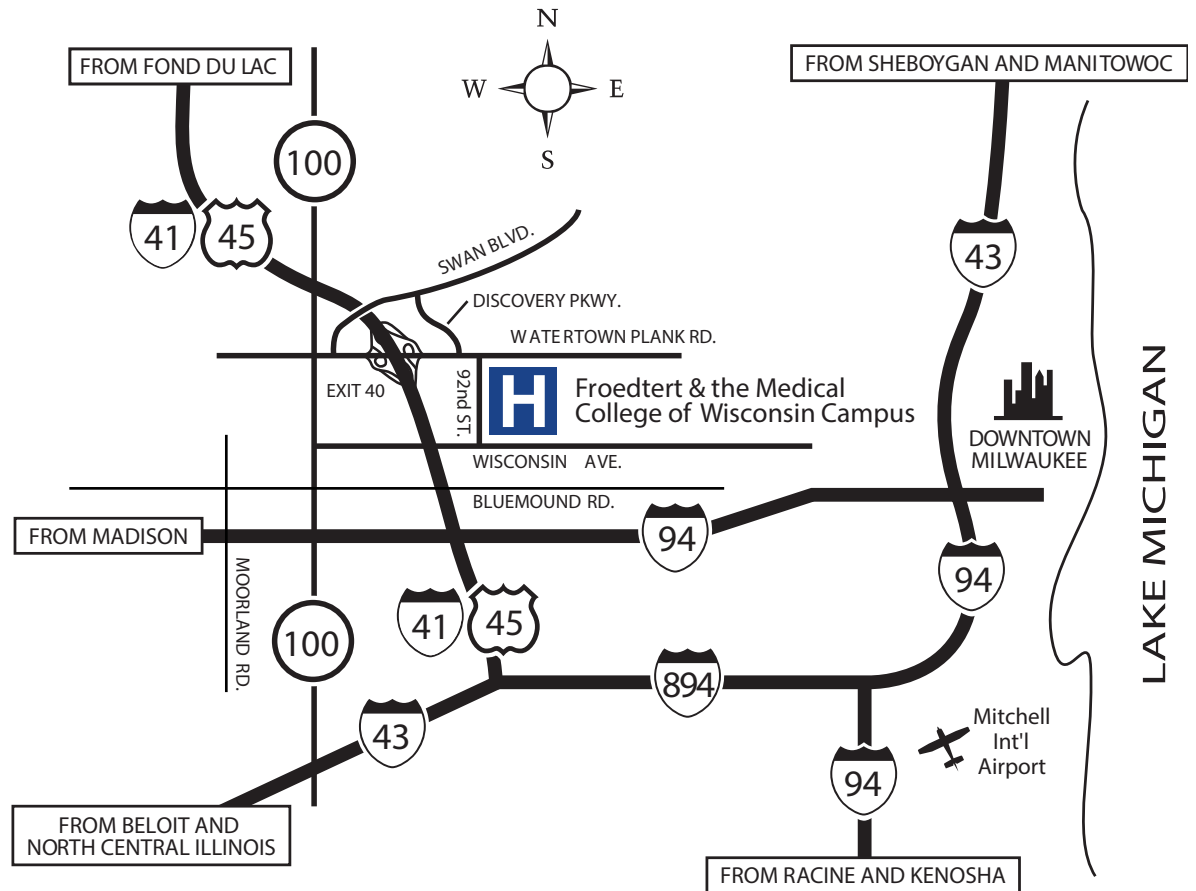 N
FROM FOND DU LAC
FROM SHEBOYGAN AND MANITOWOC
W
E
S
100
41
45
43
SWAN BLVD.
DISCOVERY PKWY.
WATERTOWN PLANK RD.
EXIT 40
92nd ST.
H
Froedtert & the Medical
College of Wisconsin Campus
DOWNTOWN
MILWAUKEE
LAKE MICHIGAN
WISCONSIN AVE.
BLUEMOUND RD.
FROM MADISON
94
94
MOORLAND RD.
41
45
100
894
43
94
Mitchell
Int'l
Airport
FROM BELOIT AND
NORTH CENTRAL ILLINOIS
FROM RACINE AND KENOSHA